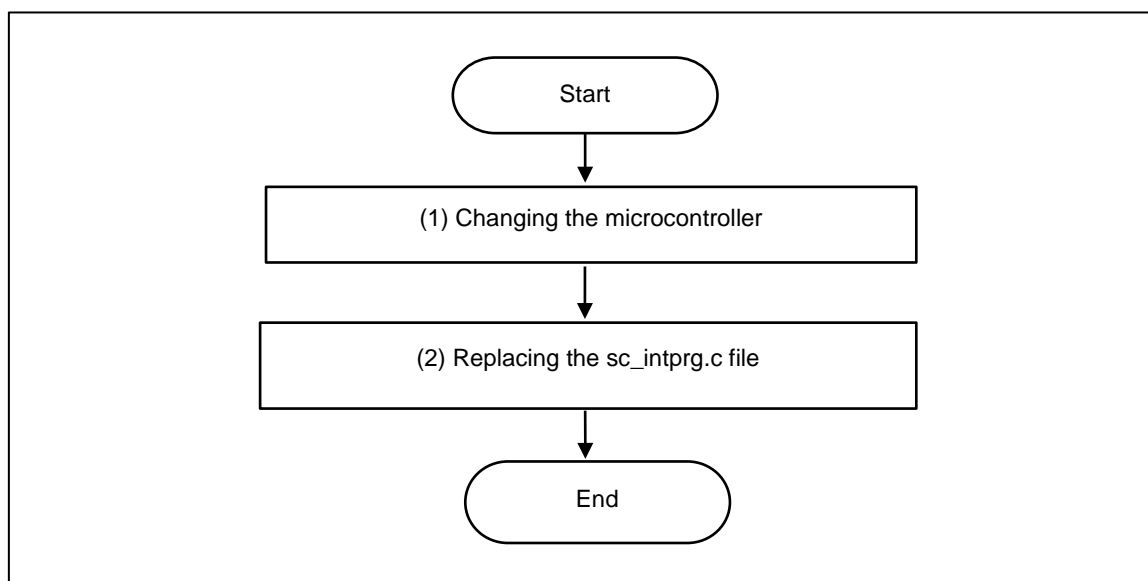 Start
(1) Changing the microcontroller
(2) Replacing the sc_intprg.c file
End